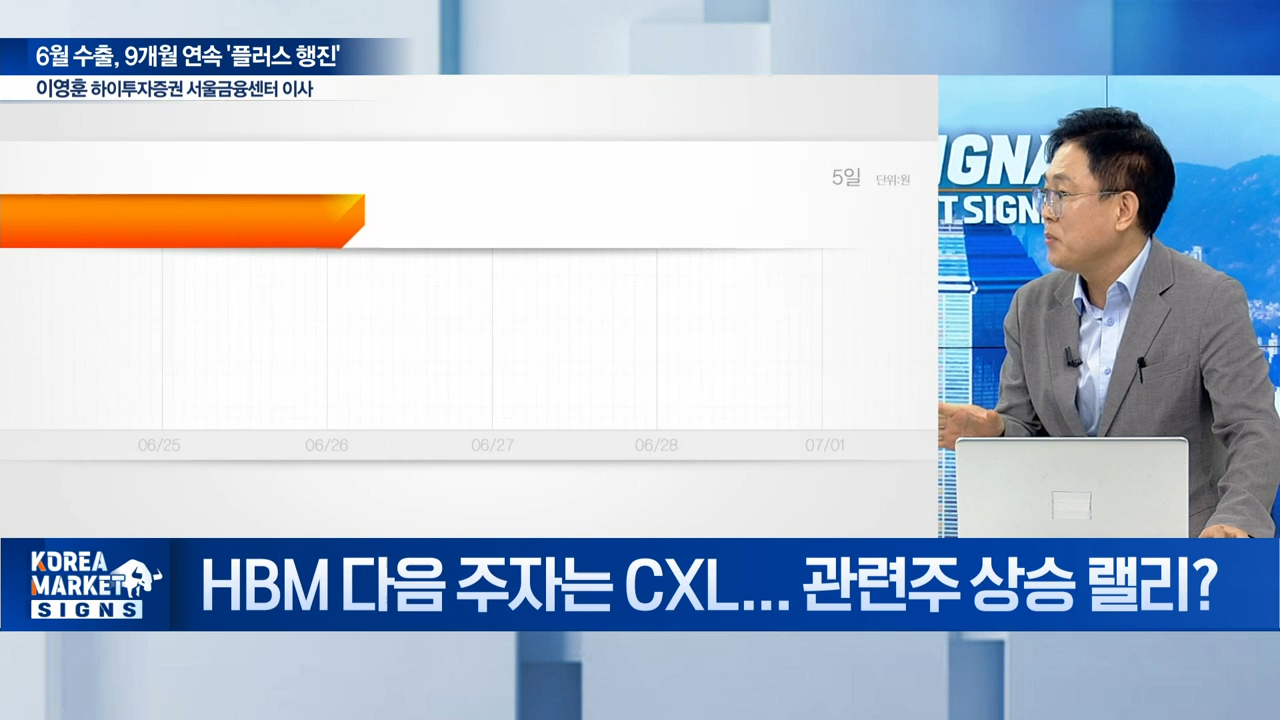 6월 수출, 9개월 연속 '플러스 행진'
이영훈 하이투자증권 서울금융센터 이사
5일 단위:원
IGNA
T SIGN
06/25 06/26 06/27 06/28 07/01
KOREA
MARKET
SIGNS
HBM 다음 주자는 CXL... 관련주 상승 랠리?